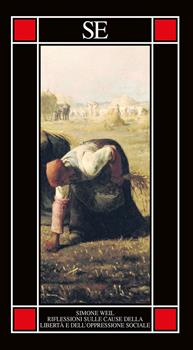 SE
SIMONE WEIL
RIFLESSIONI SULLE CAUSE DELLA
LIBERTÀ E DELL'OPPRESSIONE SOCIALE